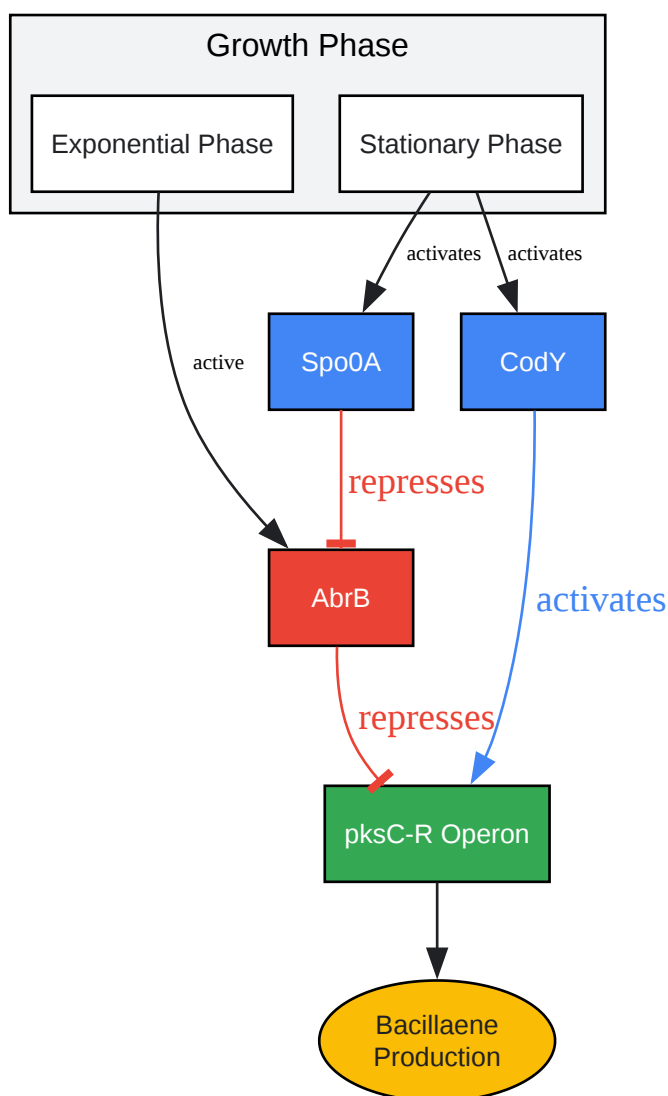 Growth Phase
Exponential Phase
Stationary Phase
activates
activates
Spo0A
CodY
active
represses
AbrB
activates
represses
pksC-R Operon
Bacillaene
Production